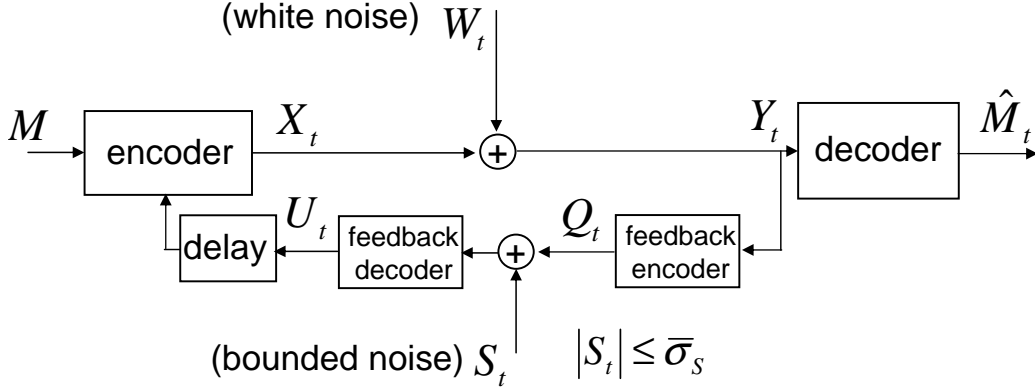 (white noise) W_t
M
encoder
X_t
+
Y_t
decoder
M̂_t
delay
U_t
feedback decoder
+
Q_t
feedback encoder
(bounded noise) S_t
|S_t| ≤ σ̅_S